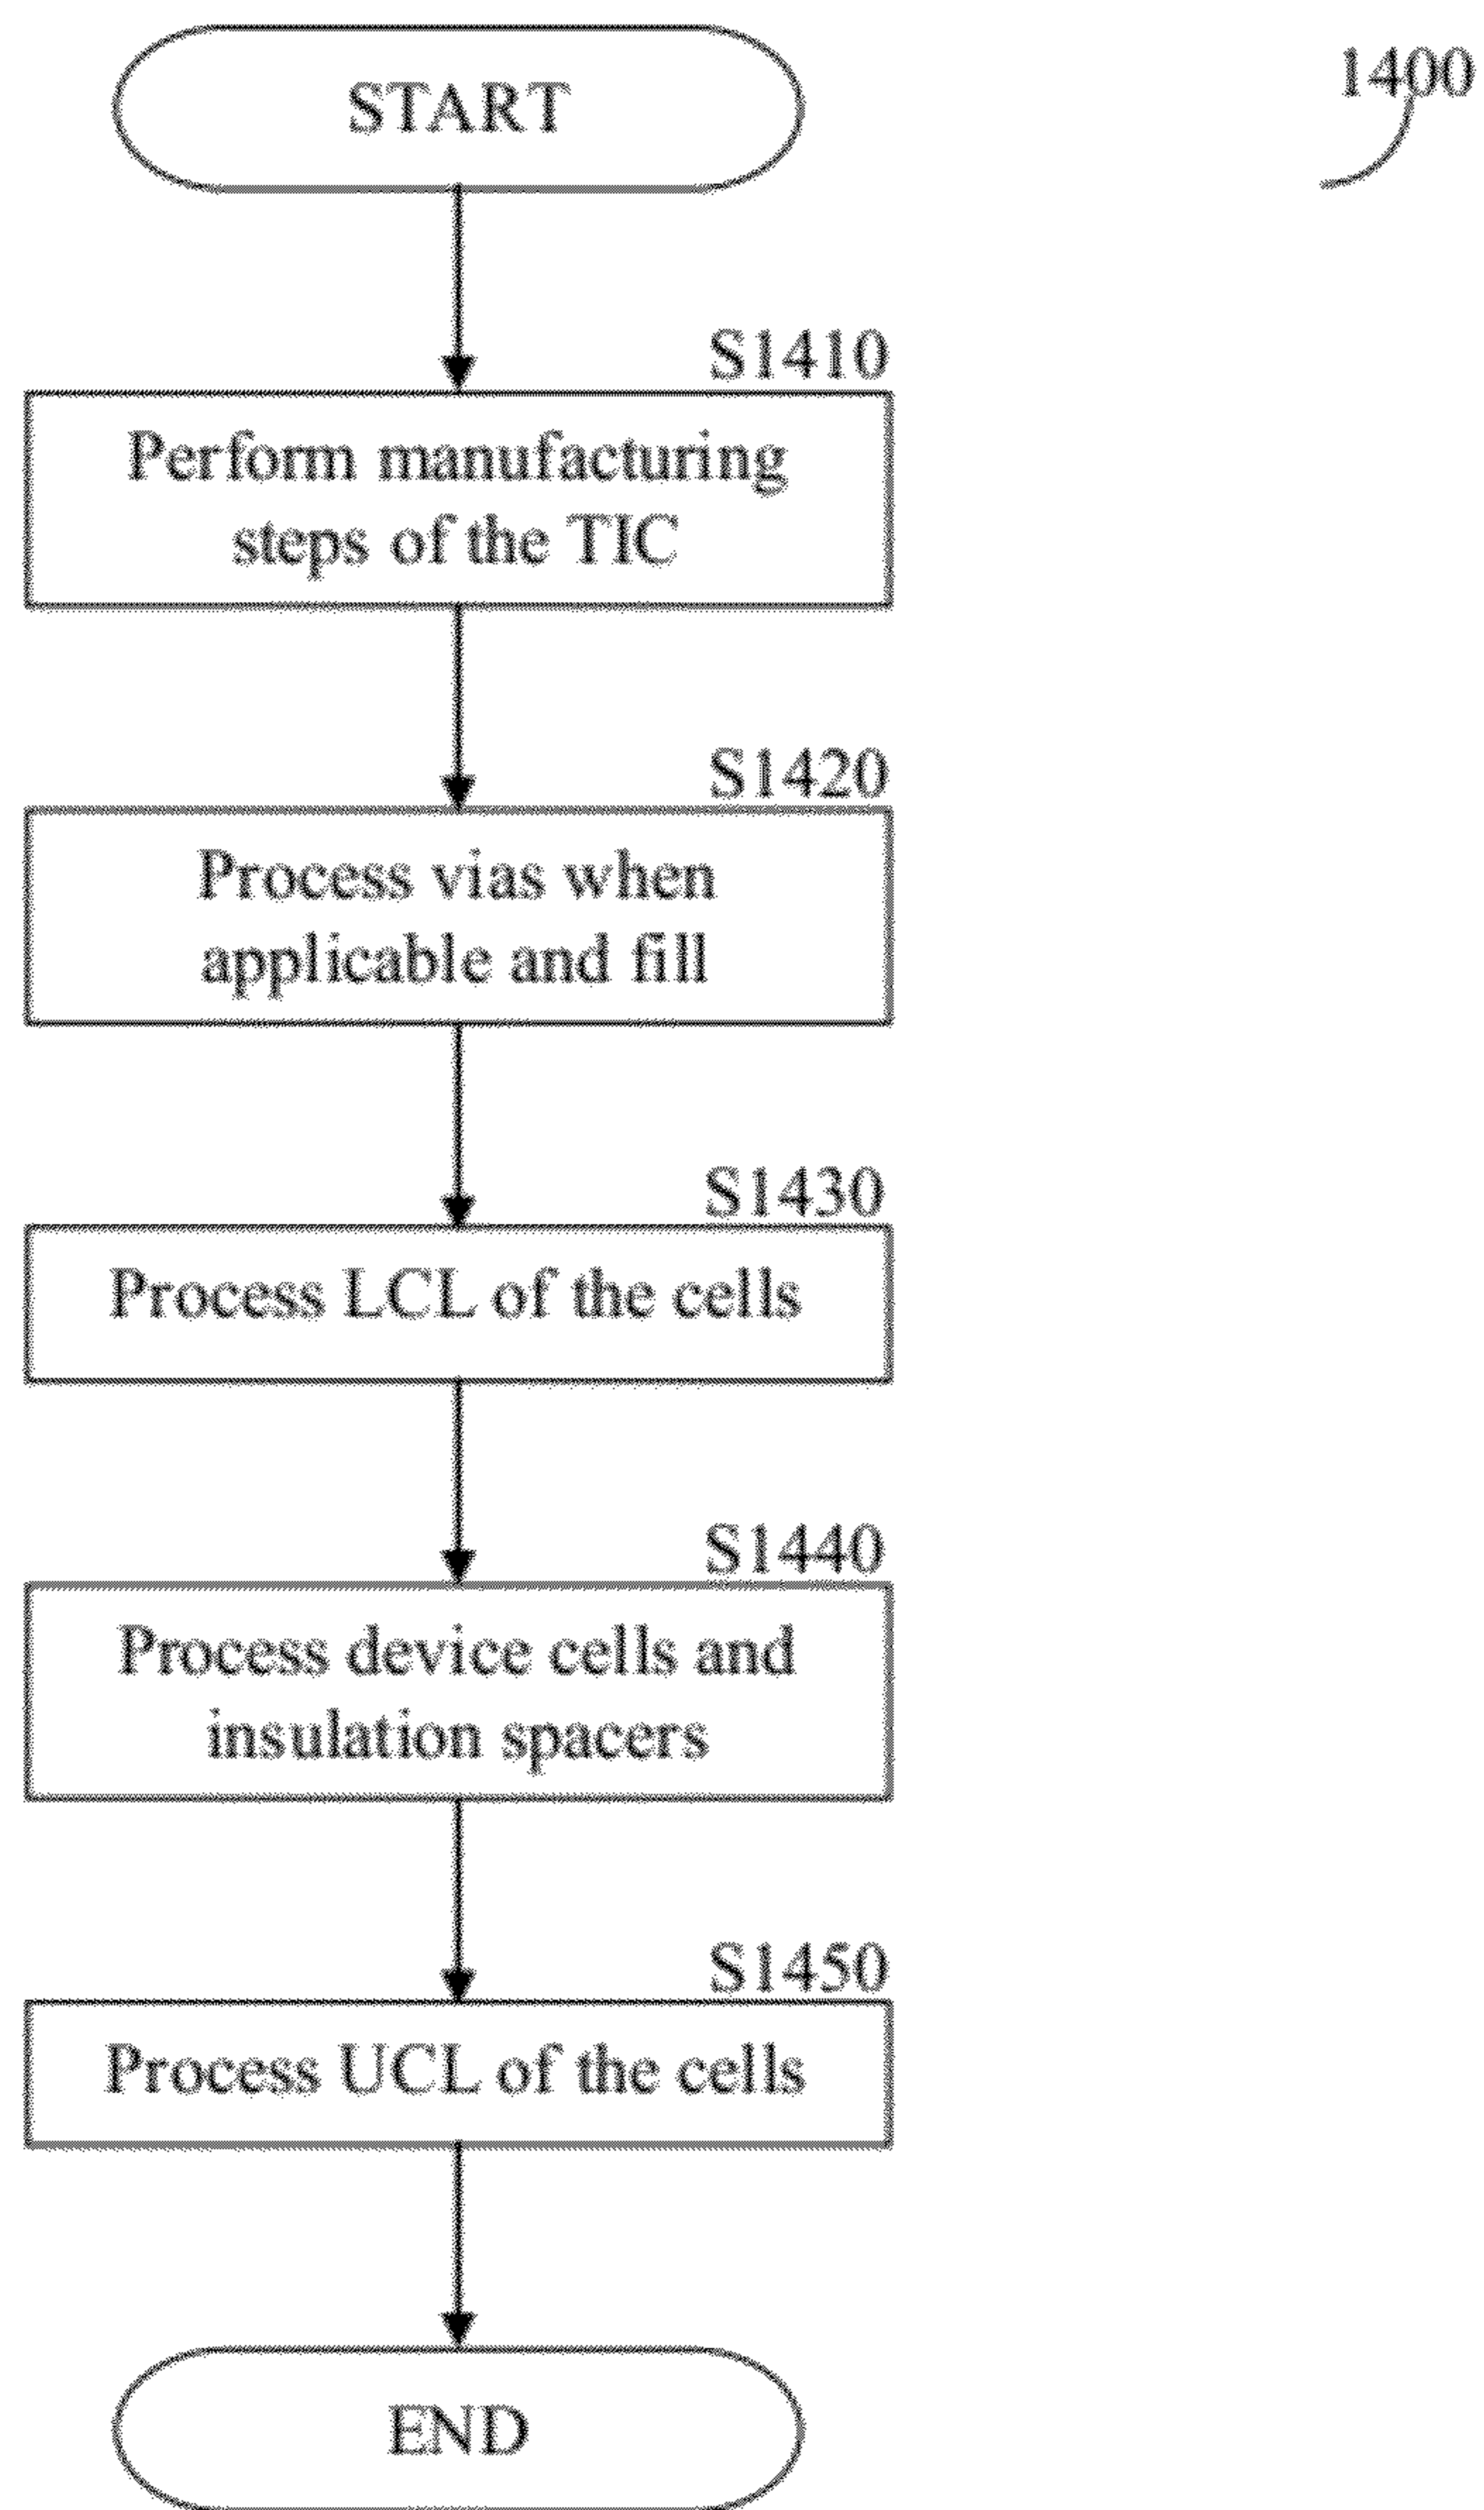 START
1400
S1410
Perform manufacturing
steps of the TIC
S1420
Process vias when
applicable and fill
S1430
Process LCL of the cells
S1440
Process device cells and
insulation spacers
S1450
Process UCL of the cells
END